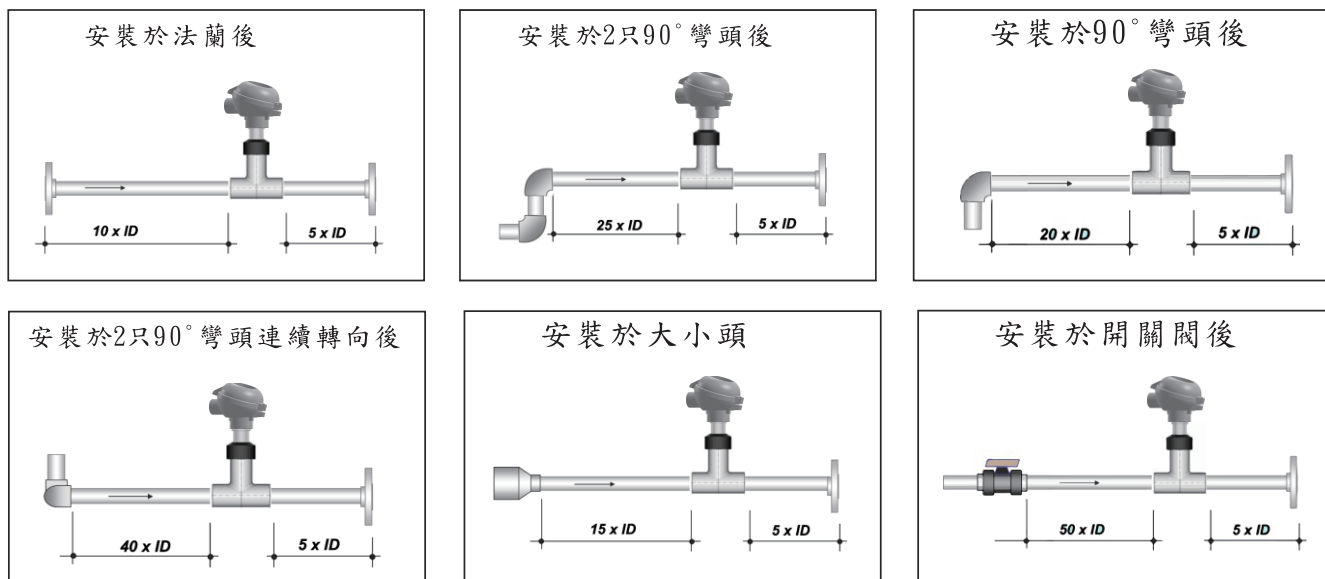 安裝於法蘭後
10 x ID
5 x ID
安裝於2只90°彎頭後
25 x ID
5 x ID
安裝於90°彎頭後
20 x ID
5 x ID
安裝於2只90°彎頭連續轉向後
40 x ID
5 x ID
安裝於大小頭
15 x ID
5 x ID
安裝於開關閥後
50 x ID
5 x ID